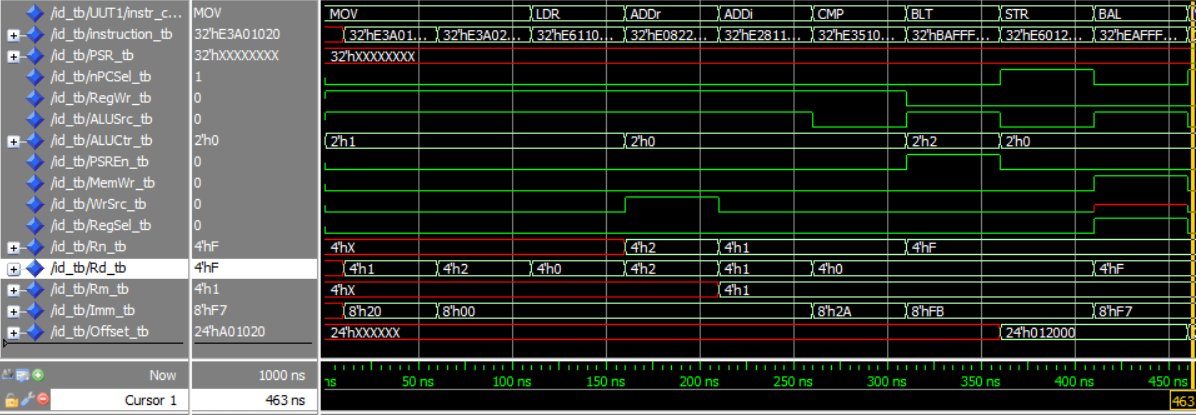 /id_tb/UUT1/instr_c... MOV MOV LDR ADDr ADDi CMP BLT STR BAL
/id_tb/instruction_tb 32'hE3A01020 32'hE3A01... 32'hE3A02... 32'hE6110... 32'hE0822... 32'hE2811... 32'hE3510... 32'hBAFFF... 32'hE6012... 32'hEAFFF...
/id_tb/PSR_tb 32'hXXXXXXXX 32'hXXXXXXXX
/id_tb/nPCSel_tb 1
/id_tb/RegWr_tb 0
/id_tb/ALUSrc_tb 0
/id_tb/ALUCtr_tb 2'h0 2'h1 2'h0 2'h2 2'h0
/id_tb/PSREn_tb 0
/id_tb/MemWr_tb 0
/id_tb/WrSrc_tb 0
/id_tb/RegSel_tb 0
/id_tb/Rn_tb 4'hF 4'hX 4'h2 4'h1 4'hF
/id_tb/Rd_tb 4'hF 4'h1 4'h2 4'h0 4'h2 4'h1 4'h0 4'hF
/id_tb/Rm_tb 4'h1 4'hX 4'h1
/id_tb/Imm_tb 8'hF7 8'h20 8'h00 8'h2A 8'hFB 8'hF7
/id_tb/Offset_tb 24'hA01020 24'hXXXXXX 24'h012000
Now 1000 ns ns 50 ns 100 ns 150 ns 200 ns 250 ns 300 ns 350 ns 400 ns 450 ns
Cursor 1 463 ns 463